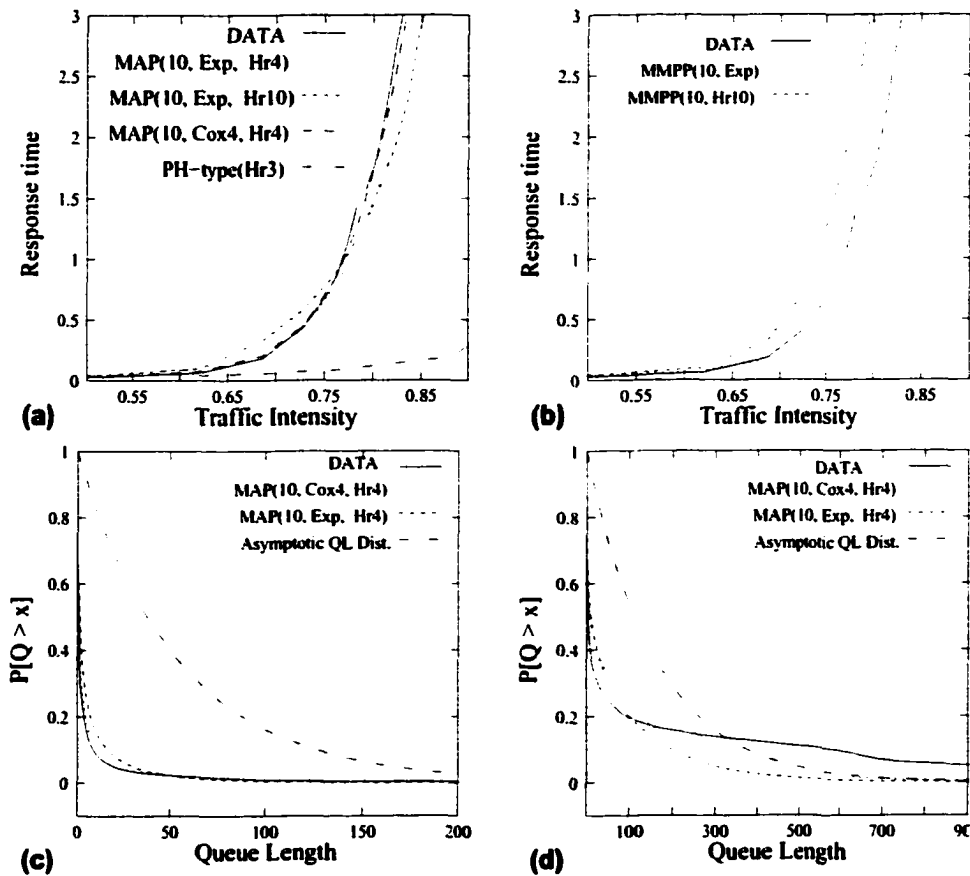 3
2.5
2
1.5
1
0.5
0
Response time
DATA
MAP(10, Exp, Hr4)
MAP(10, Exp, Hr10)
MAP(10, Cox4, Hr4)
PH-type(Hr3)
0.55 0.65 0.75 0.85
Traffic Intensity
(a)
3
2.5
2
1.5
1
0.5
0
Response time
DATA
MMPP(10, Exp)
MMPP(10, Hr10)
0.55 0.65 0.75 0.85
Traffic Intensity
(b)
1
0.8
0.6
0.4
0.2
0
P[Q > x]
DATA
MAP(10, Cox4, Hr4)
MAP(10, Exp, Hr4)
Asymptotic QL Dist.
0 50 100 150 200
Queue Length
(c)
1
0.8
0.6
0.4
0.2
0
P[Q > x]
DATA
MAP(10, Cox4, Hr4)
MAP(10, Exp, Hr4)
Asymptotic QL Dist.
100 300 500 700 90
Queue Length
(d)